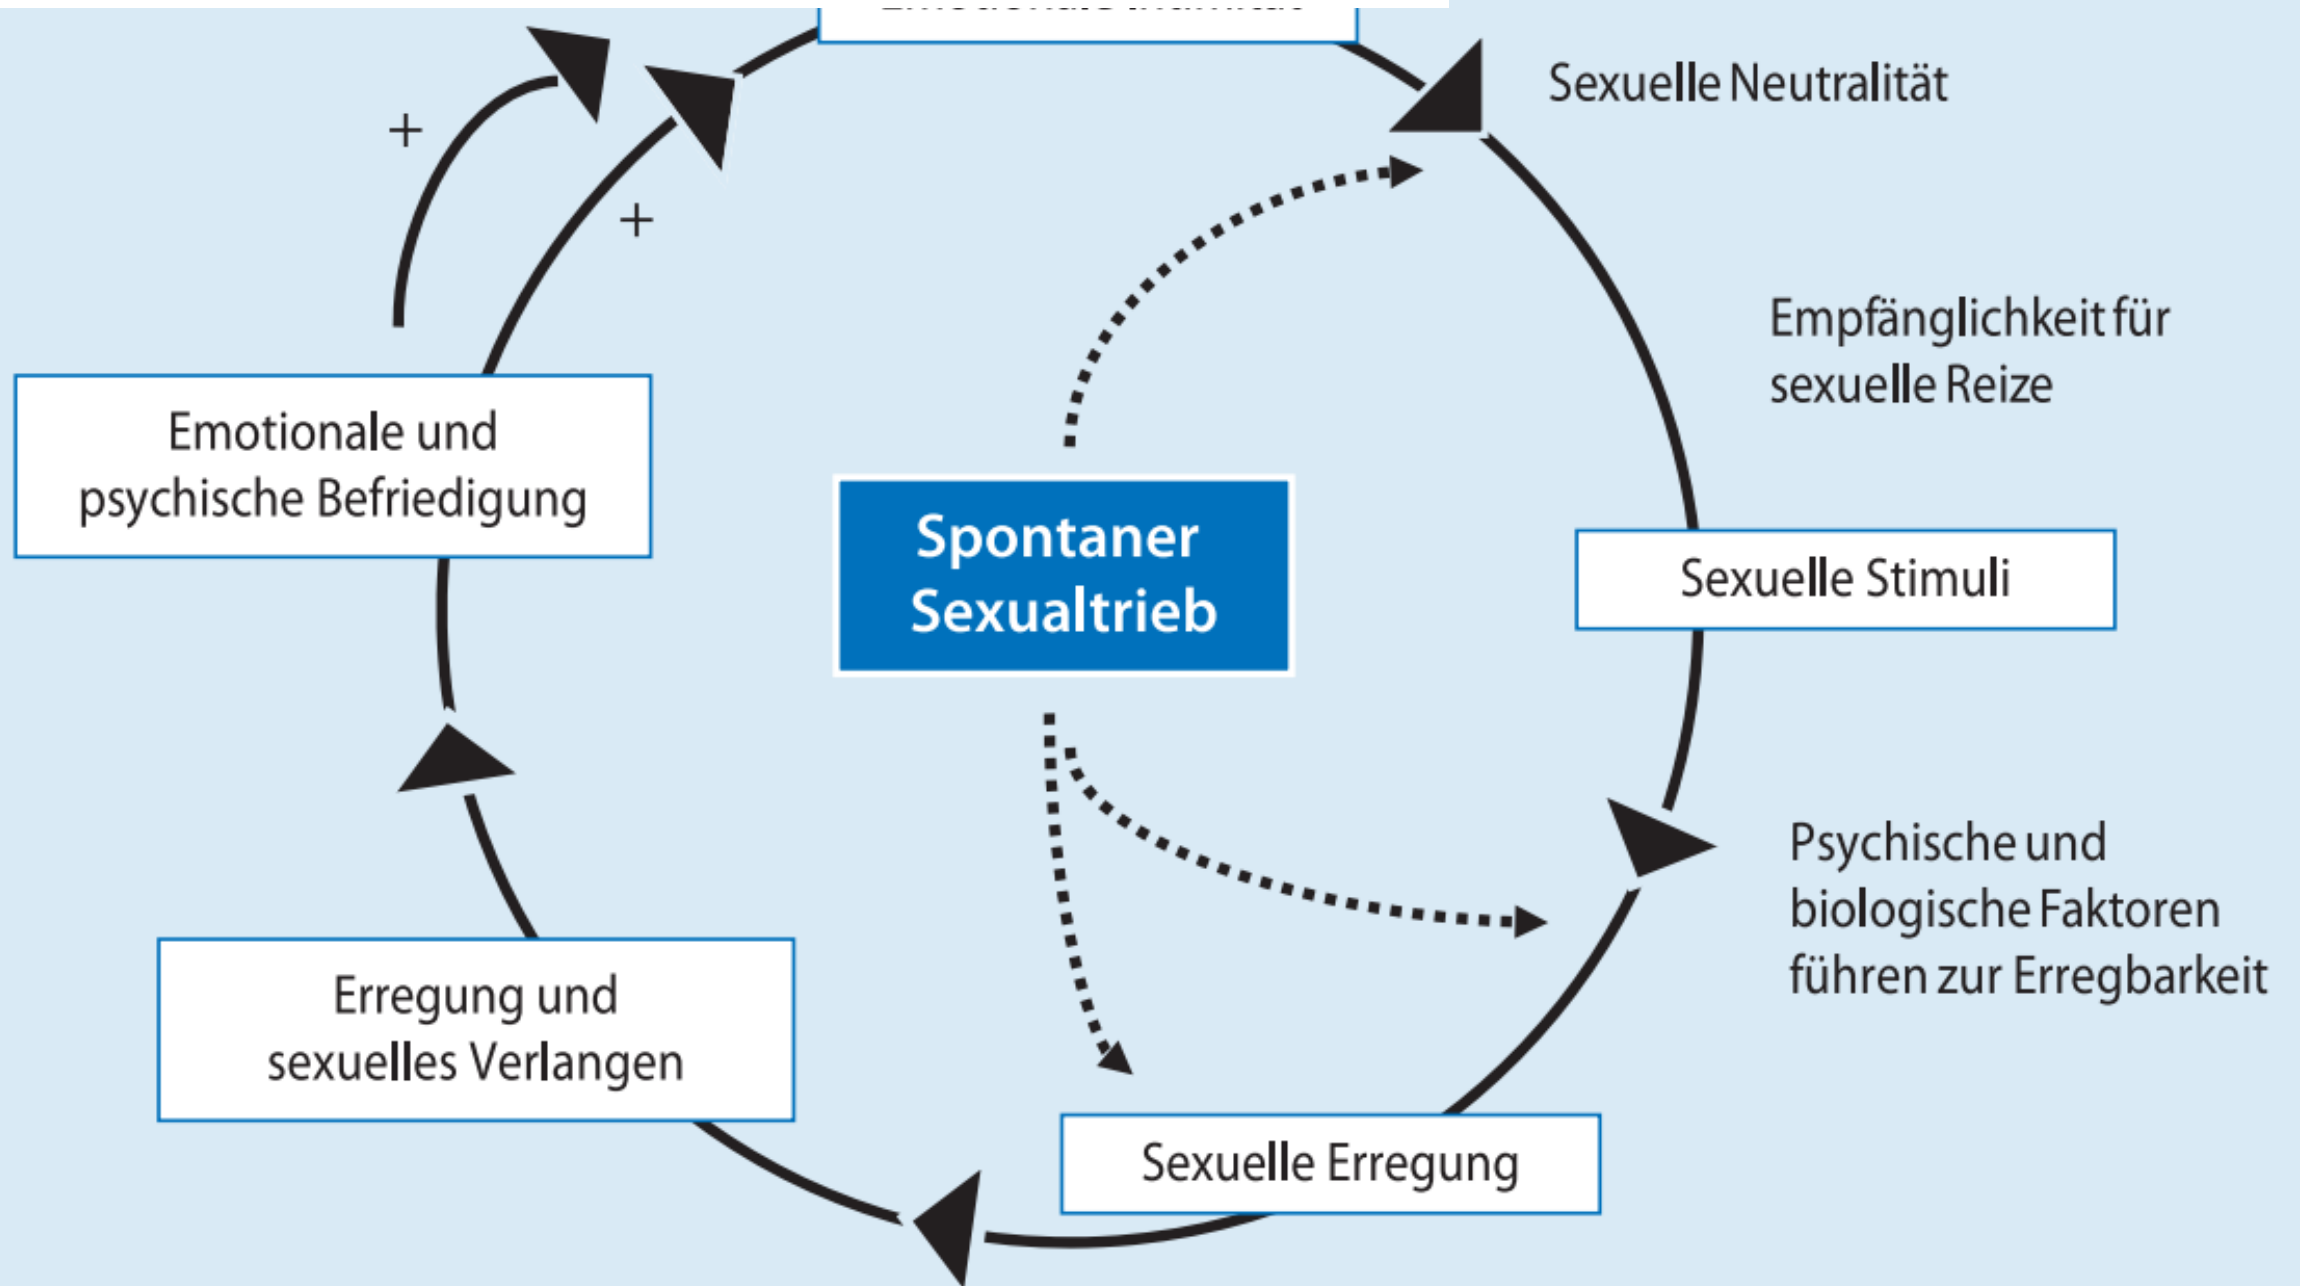 Sexuelle Neutralität
+
+
Empfänglichkeit für
sexuelle Reize
Emotionale und
psychische Befriedigung
Spontaner
Sexualtrieb
Sexuelle Stimuli
Psychische und
biologische Faktoren
führen zur Erregbarkeit
Erregung und
sexuelles Verlangen
Sexuelle Erregung